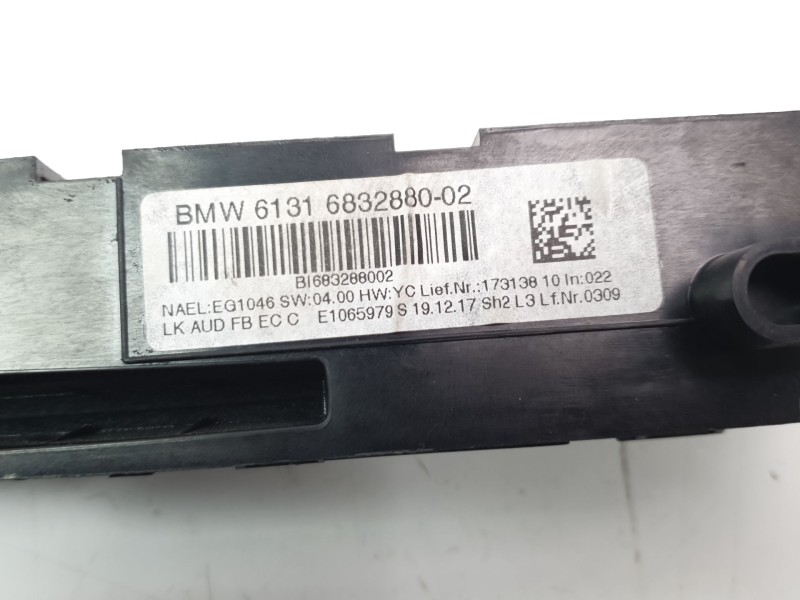 BMW 6131 6832880-02
BI683288002
NAEL:EG1046 SW:04.00 HW:YC Lief.Nr.:173138 10 In:022
LK AUD FB EC C E1065979 S 19.12.17 Sh2 L3 Lf.Nr.0309